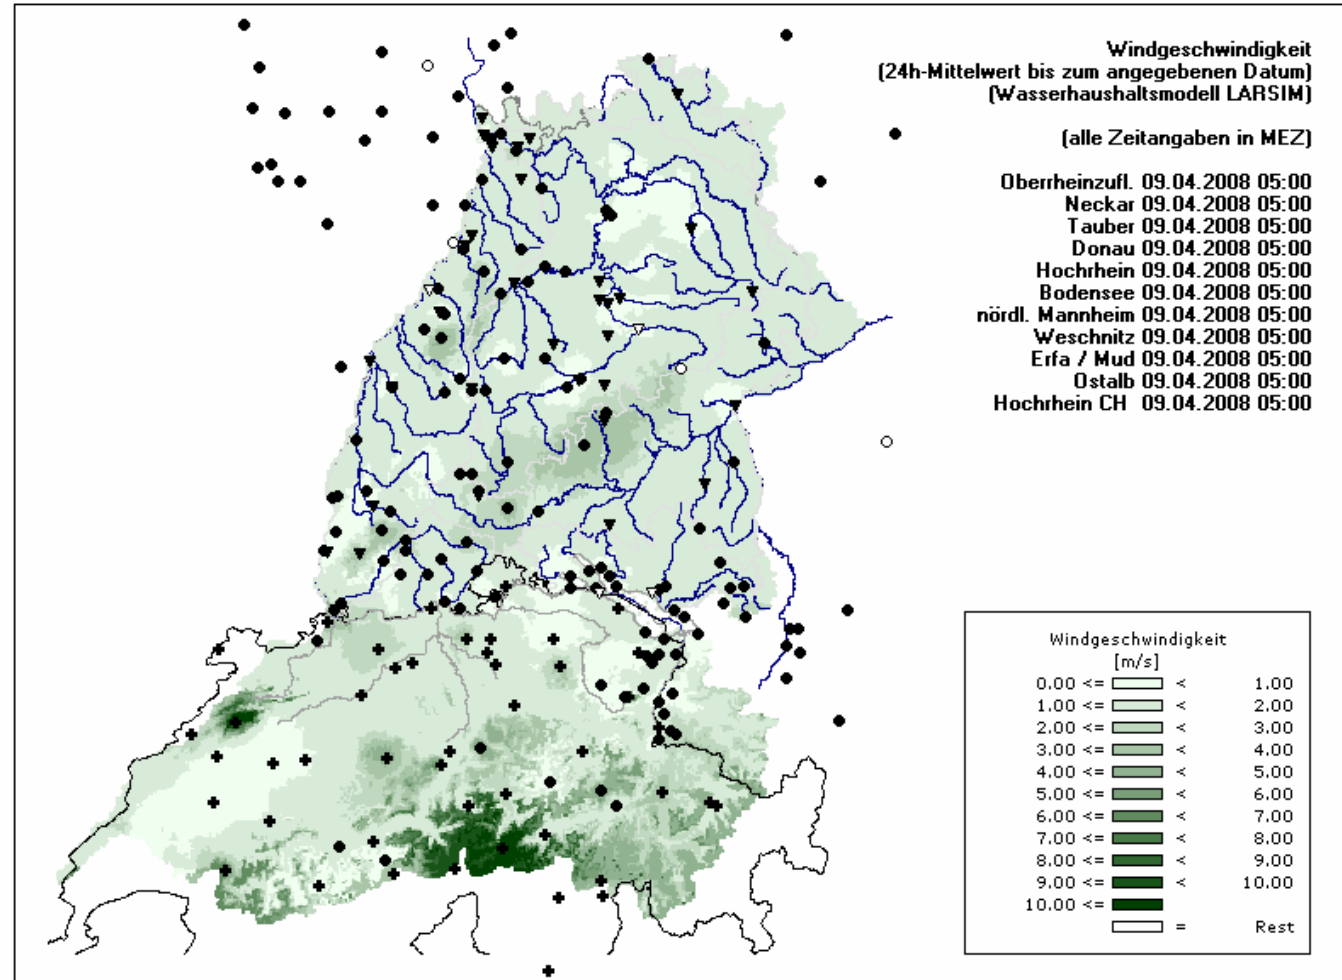 Windgeschwindigkeit
(24h-Mittelwert bis zum angegebenen Datum)
(Wasserhaushaltsmodell LARSIM)
(alle Zeitangaben in MEZ)
Oberrheinzufl. 09.04.2008 05:00
Neckar 09.04.2008 05:00
Tauber 09.04.2008 05:00
Donau 09.04.2008 05:00
Hochrhein 09.04.2008 05:00
Bodensee 09.04.2008 05:00
nördl. Mannheim 09.04.2008 05:00
Weschnitz 09.04.2008 05:00
Erfa / Mud 09.04.2008 05:00
Ostalb 09.04.2008 05:00
Hochrhein CH 09.04.2008 05:00
Windgeschwindigkeit
[m/s]
0.00 <= < 1.00
1.00 <= < 2.00
2.00 <= < 3.00
3.00 <= < 4.00
4.00 <= < 5.00
5.00 <= < 6.00
6.00 <= < 7.00
7.00 <= < 8.00
8.00 <= < 9.00
9.00 <= < 10.00
10.00 <=
= Rest